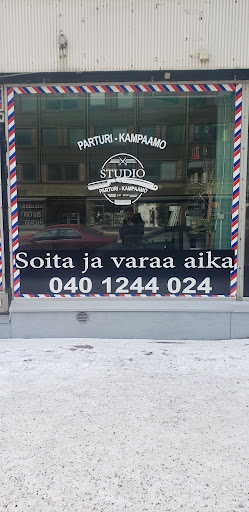 PARTURI - KAMPAAMO
STUDIO
PARTURI - KAMPAAMO
Soita ja varaa aika
040 1244 024